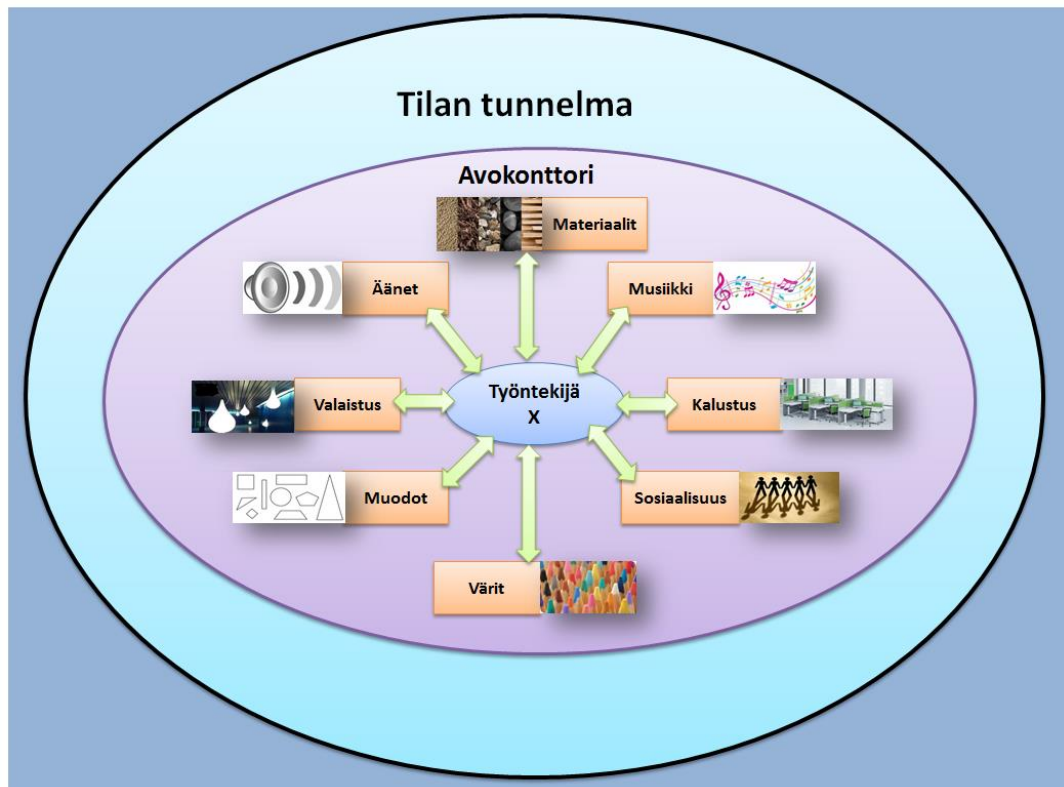 Tilan tunnelma
Avokonttori
Materiaalit
Äänet
Musiikki
Valaistus
Työntekijä
X
Kalustus
Muodot
Sosiaalisuus
Värit